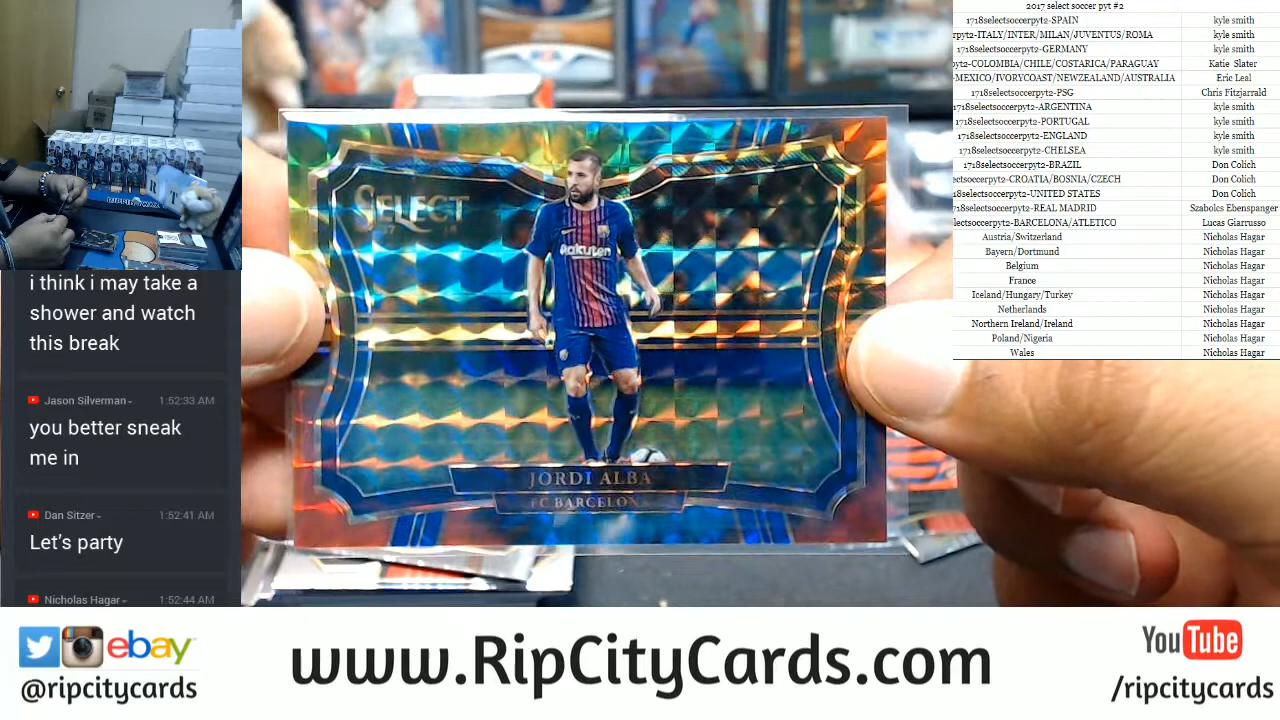 2017 select soccer pyt #2
1718selectsoccerpyt2-SPAIN kyle smith
pyt2-ITALY/INTER/MILAN/JUVENTUS/ROMA kyle smith
1718selectsoccerpyt2-GERMANY kyle smith
pyt2-COLOMBIA/CHILE/COSTARICA/PARAGUAY Katie Slater
-MEXICO/IVORYCOAST/NEWZEALAND/AUSTRALIA Eric Leal
1718selectsoccerpyt2-PSG Chris Fitzjarrald
1718selectsoccerpyt2-ARGENTINA kyle smith
1718selectsoccerpyt2-PORTUGAL kyle smith
1718selectsoccerpyt2-ENGLAND kyle smith
1718selectsoccerpyt2-CHELSEA kyle smith
1718selectsoccerpyt2-BRAZIL Don Colich
ectsoccerpyt2-CROATIA/BOSNIA/CZECH Don Colich
18selectsoccerpyt2-UNITED STATES Don Colich
718selectsoccerpyt2-REAL MADRID Szabolcs Ebenspanger
lectsoccerpyt2-BARCELONA/ATLETICO Lucas Giarrusso
Austria/Switzerland Nicholas Hagar
Bayern/Dortmund Nicholas Hagar
Belgium Nicholas Hagar
France Nicholas Hagar
Iceland/Hungary/Turkey Nicholas Hagar
Netherlands Nicholas Hagar
Northern Ireland/Ireland Nicholas Hagar
Poland/Nigeria Nicholas Hagar
Wales Nicholas Hagar
SELECT
Rakuten
JORDI ALBA
FC BARCELONA
i think i may take a
shower and watch
this break
Jason Silverman 1:52:33 AM
you better sneak
me in
Dan Sitzer 1:52:41 AM
Let's party
Nicholas Hagar 1:52:44 AM
ebay
@ripcitycards
www.RipCityCards.com
YouTube
/ripcitycards